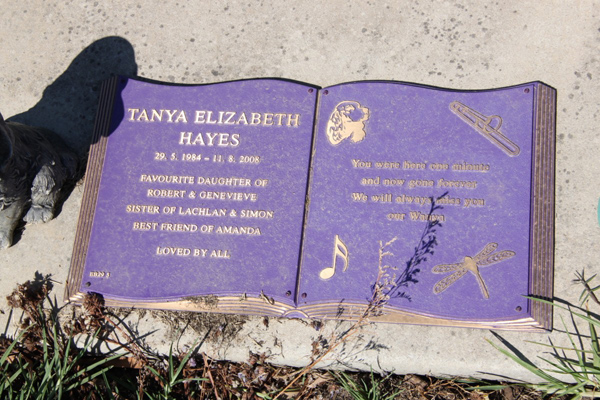 TANYA ELIZABETH
HAYES
29. 5. 1984 – 11. 8. 2008
FAVOURITE DAUGHTER OF
ROBERT & GENEVIEVE
SISTER OF LACHLAN & SIMON
BEST FRIEND OF AMANDA
LOVED BY ALL
You were here one minute
and now gone forever
We will always miss you
our